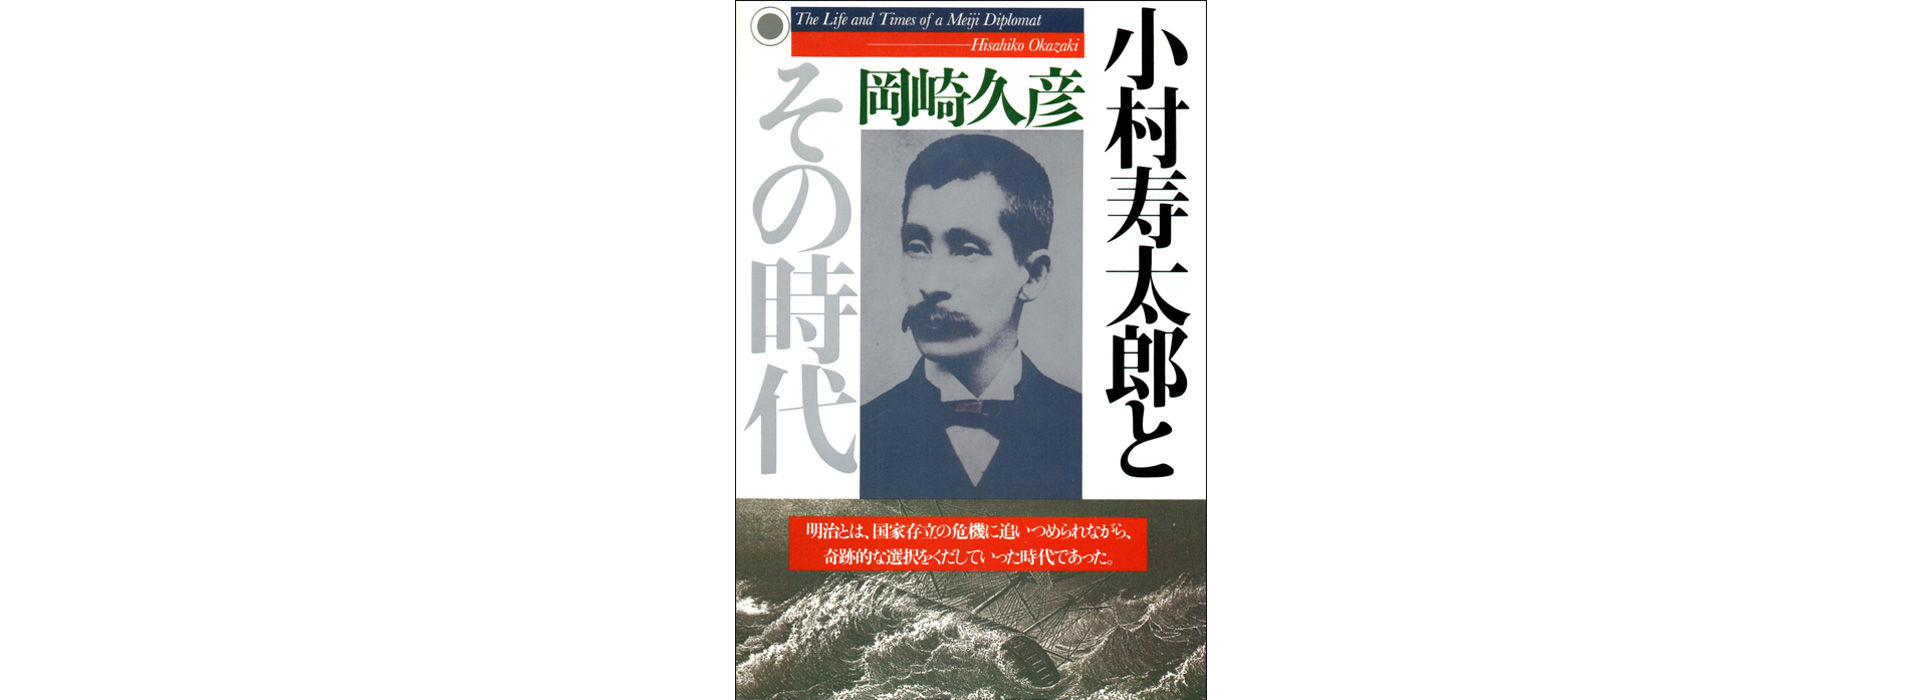 The Life and Times of a Meiji Diplomat
Hisahiko Okazaki
小村寿太郎と
その時代
岡崎久彦
明治とは、国家存立の危機に追いつめられながら、
奇跡的な選択をくだしていった時代であった。